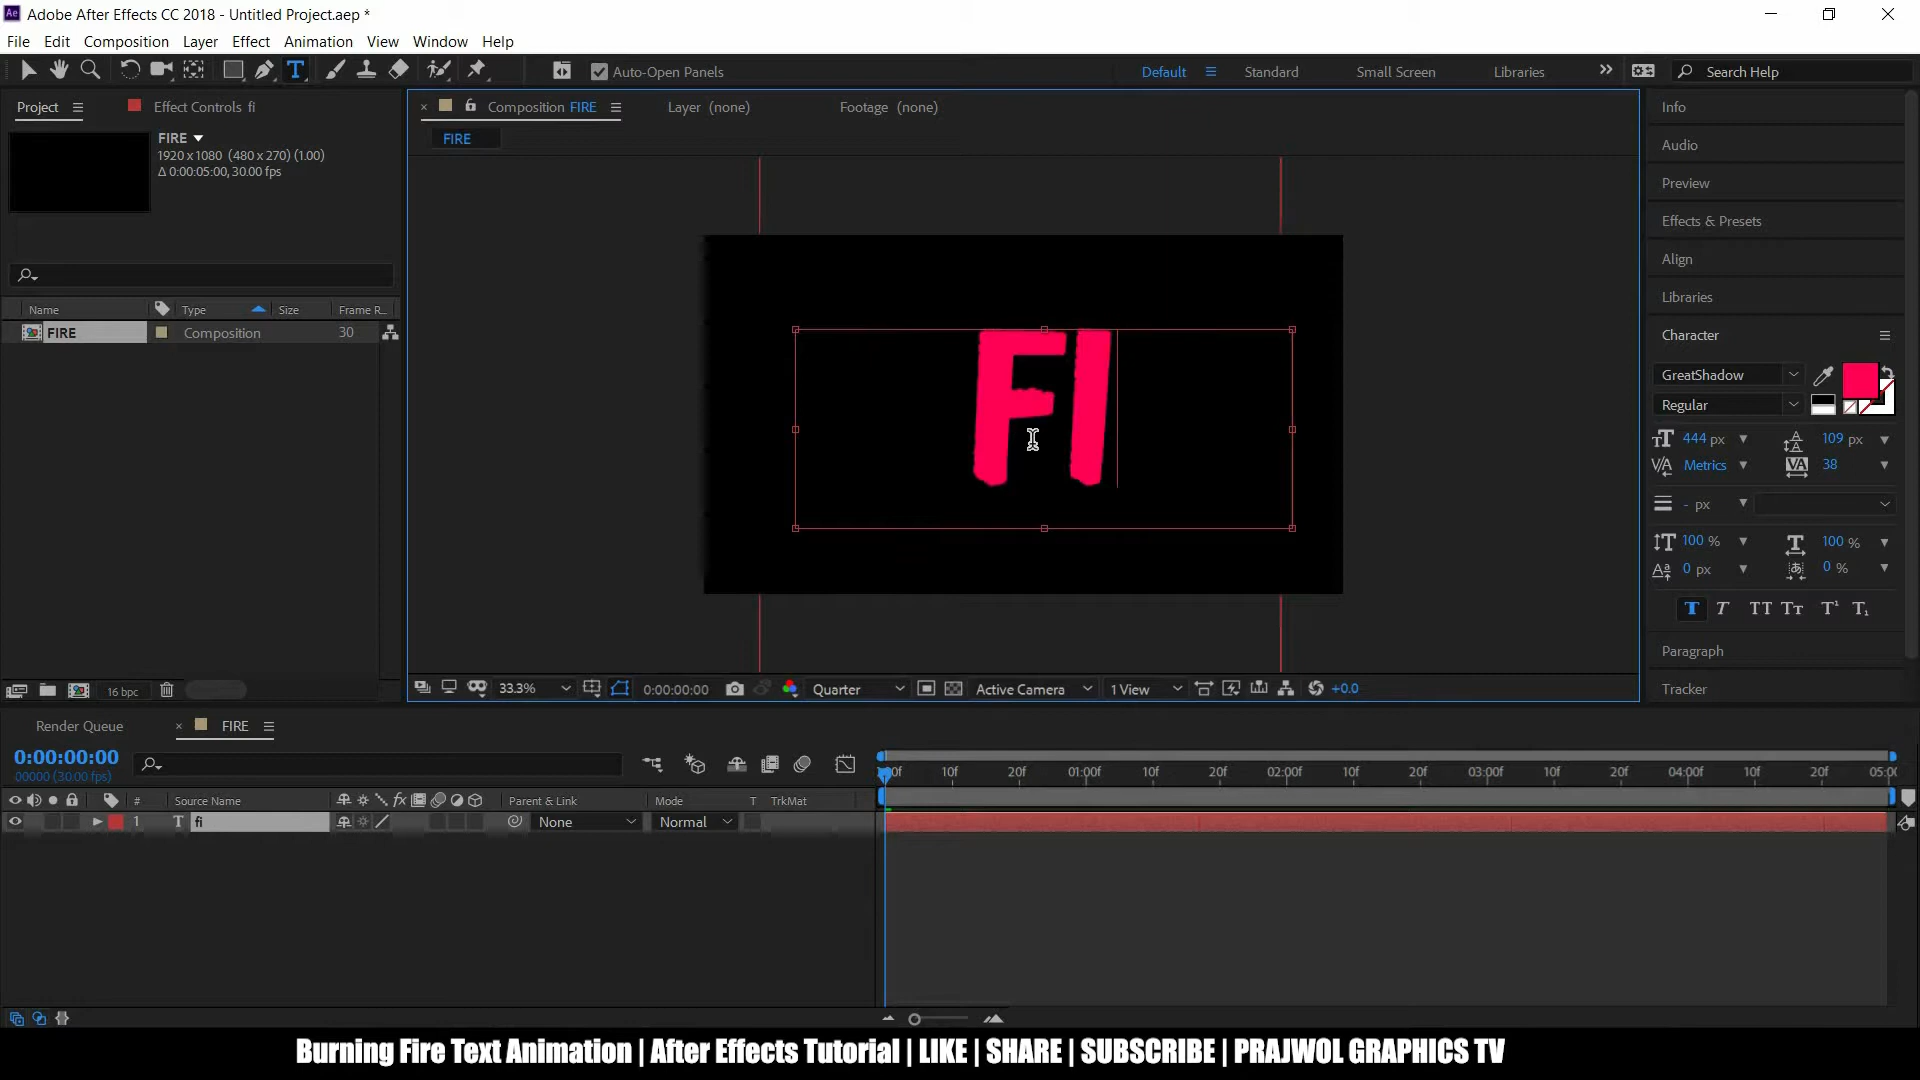 Adobe After Effects CC 2018 - Untitled Project.aep *
File Edit Composition Layer Effect Animation View Window Help
Auto-Open Panels
Default Standard Small Screen Libraries Search Help
Project Effect Controls fi
Composition FIRE Layer (none) Footage (none)
FIRE
FIRE
1920 x 1080 (480 x 270) (1.00)
Δ 0:00:05:00, 30.00 fps
Name Type Size Frame R...
FIRE Composition 30
16 bpc
FI
33.3% 0:00:00:00 Quarter Active Camera 1 View +0.0
Info
Audio
Preview
Effects & Presets
Align
Libraries
Character
GreatShadow
Regular
444 px 109 px
Metrics 38
- px
100 % 100 %
0 px 0 %
Paragraph
Tracker
Render Queue FIRE
0:00:00:00
00000 (30.00 fps)
:00f 10f 20f 01:00f 10f 20f 02:00f 10f 20f 03:00f 10f 20f 04:00f 10f 20f 05:00
# Source Name Parent & Link Mode T TrkMat
1 T fi None Normal
Burning Fire Text Animation | After Effects Tutorial | LIKE | SHARE | SUBSCRIBE | PRAJWOL GRAPHICS TV